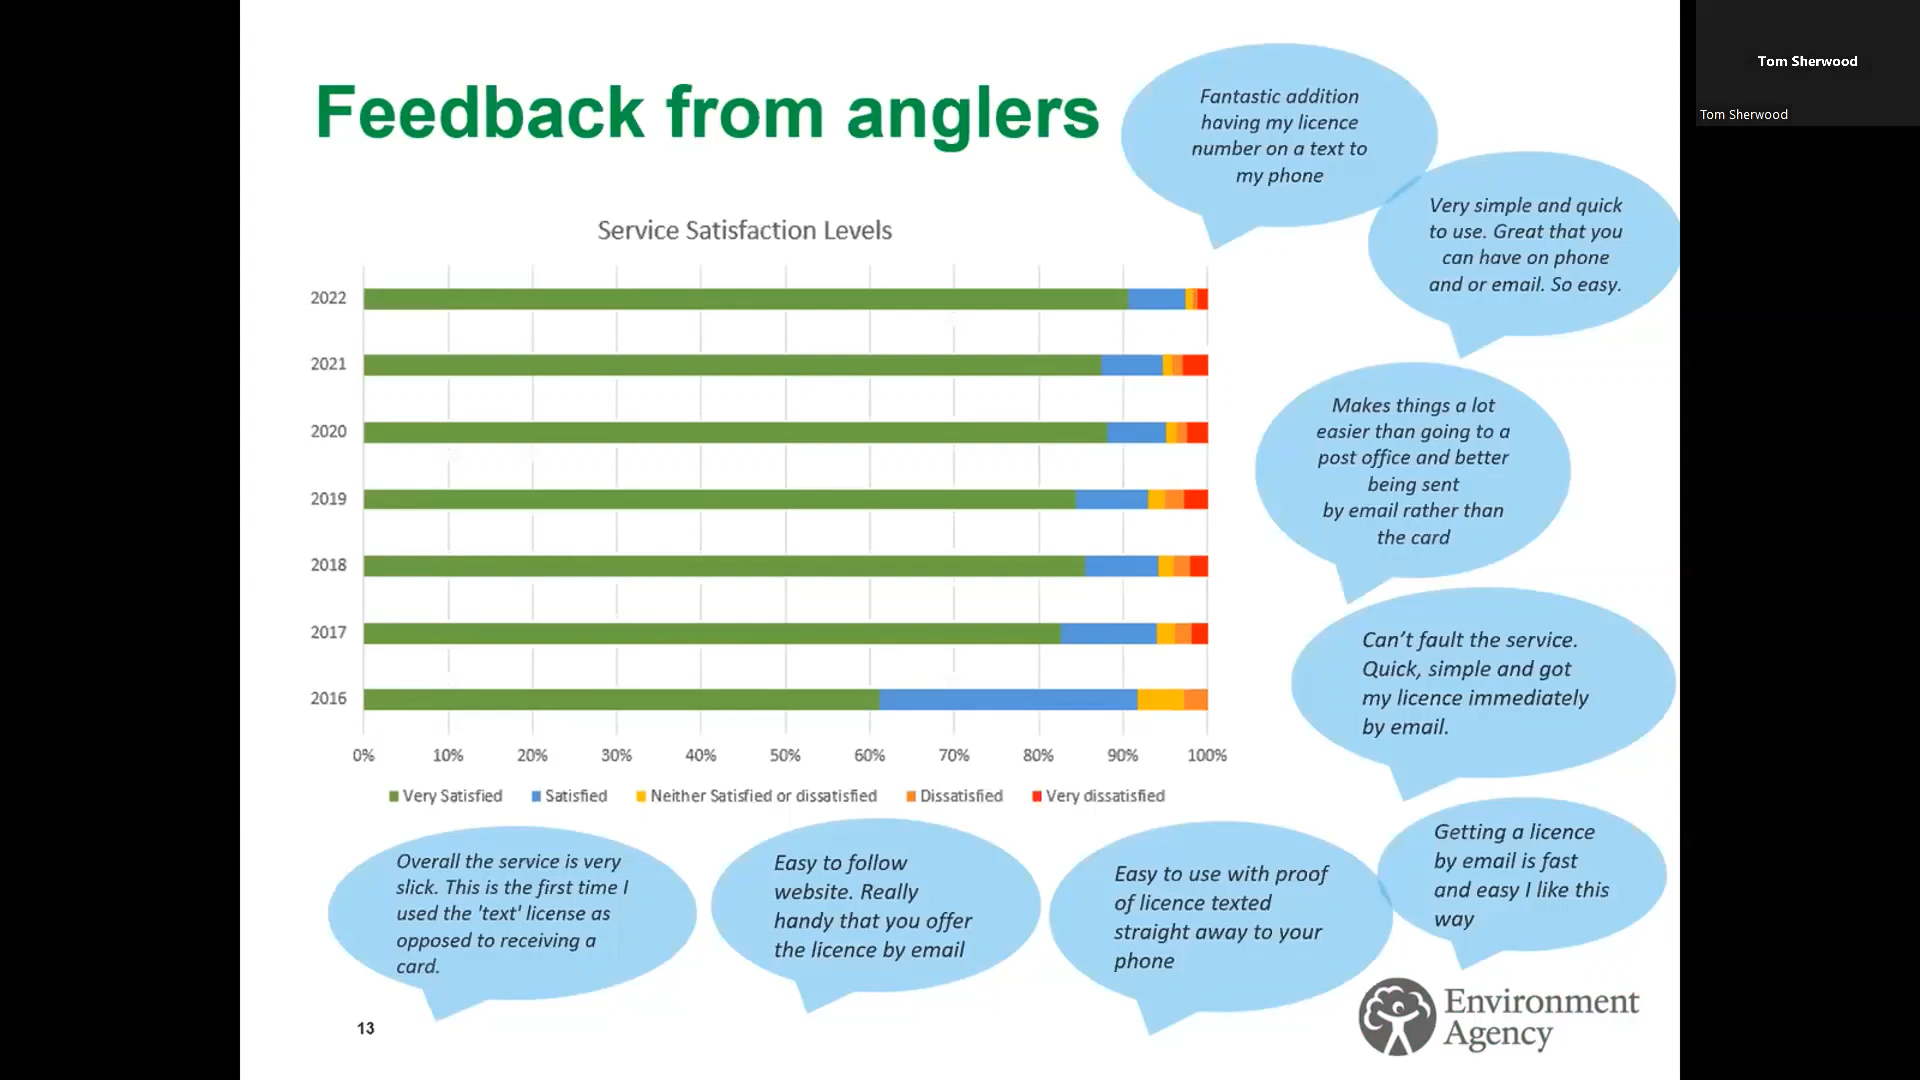 Feedback from anglers
Fantastic addition
having my licence
number on a text to
my phone
Very simple and quick
to use. Great that you
can have on phone
and or email. So easy.
Makes things a lot
easier than going to a
post office and better
being sent
by email rather than
the card
Can’t fault the service.
Quick, simple and got
my licence immediately
by email.
Getting a licence
by email is fast
and easy I like this
way
Service Satisfaction Levels
2022
2021
2020
2019
2018
2017
2016
0% 10% 20% 30% 40% 50% 60% 70% 80% 90% 100%
Very Satisfied Satisfied Neither Satisfied or dissatisfied Dissatisfied Very dissatisfied
Overall the service is very
slick. This is the first time I
used the 'text' license as
opposed to receiving a
card.
Easy to follow
website. Really
handy that you offer
the licence by email
Easy to use with proof
of licence texted
straight away to your
phone
13
Environment
Agency
Tom Sherwood
Tom Sherwood